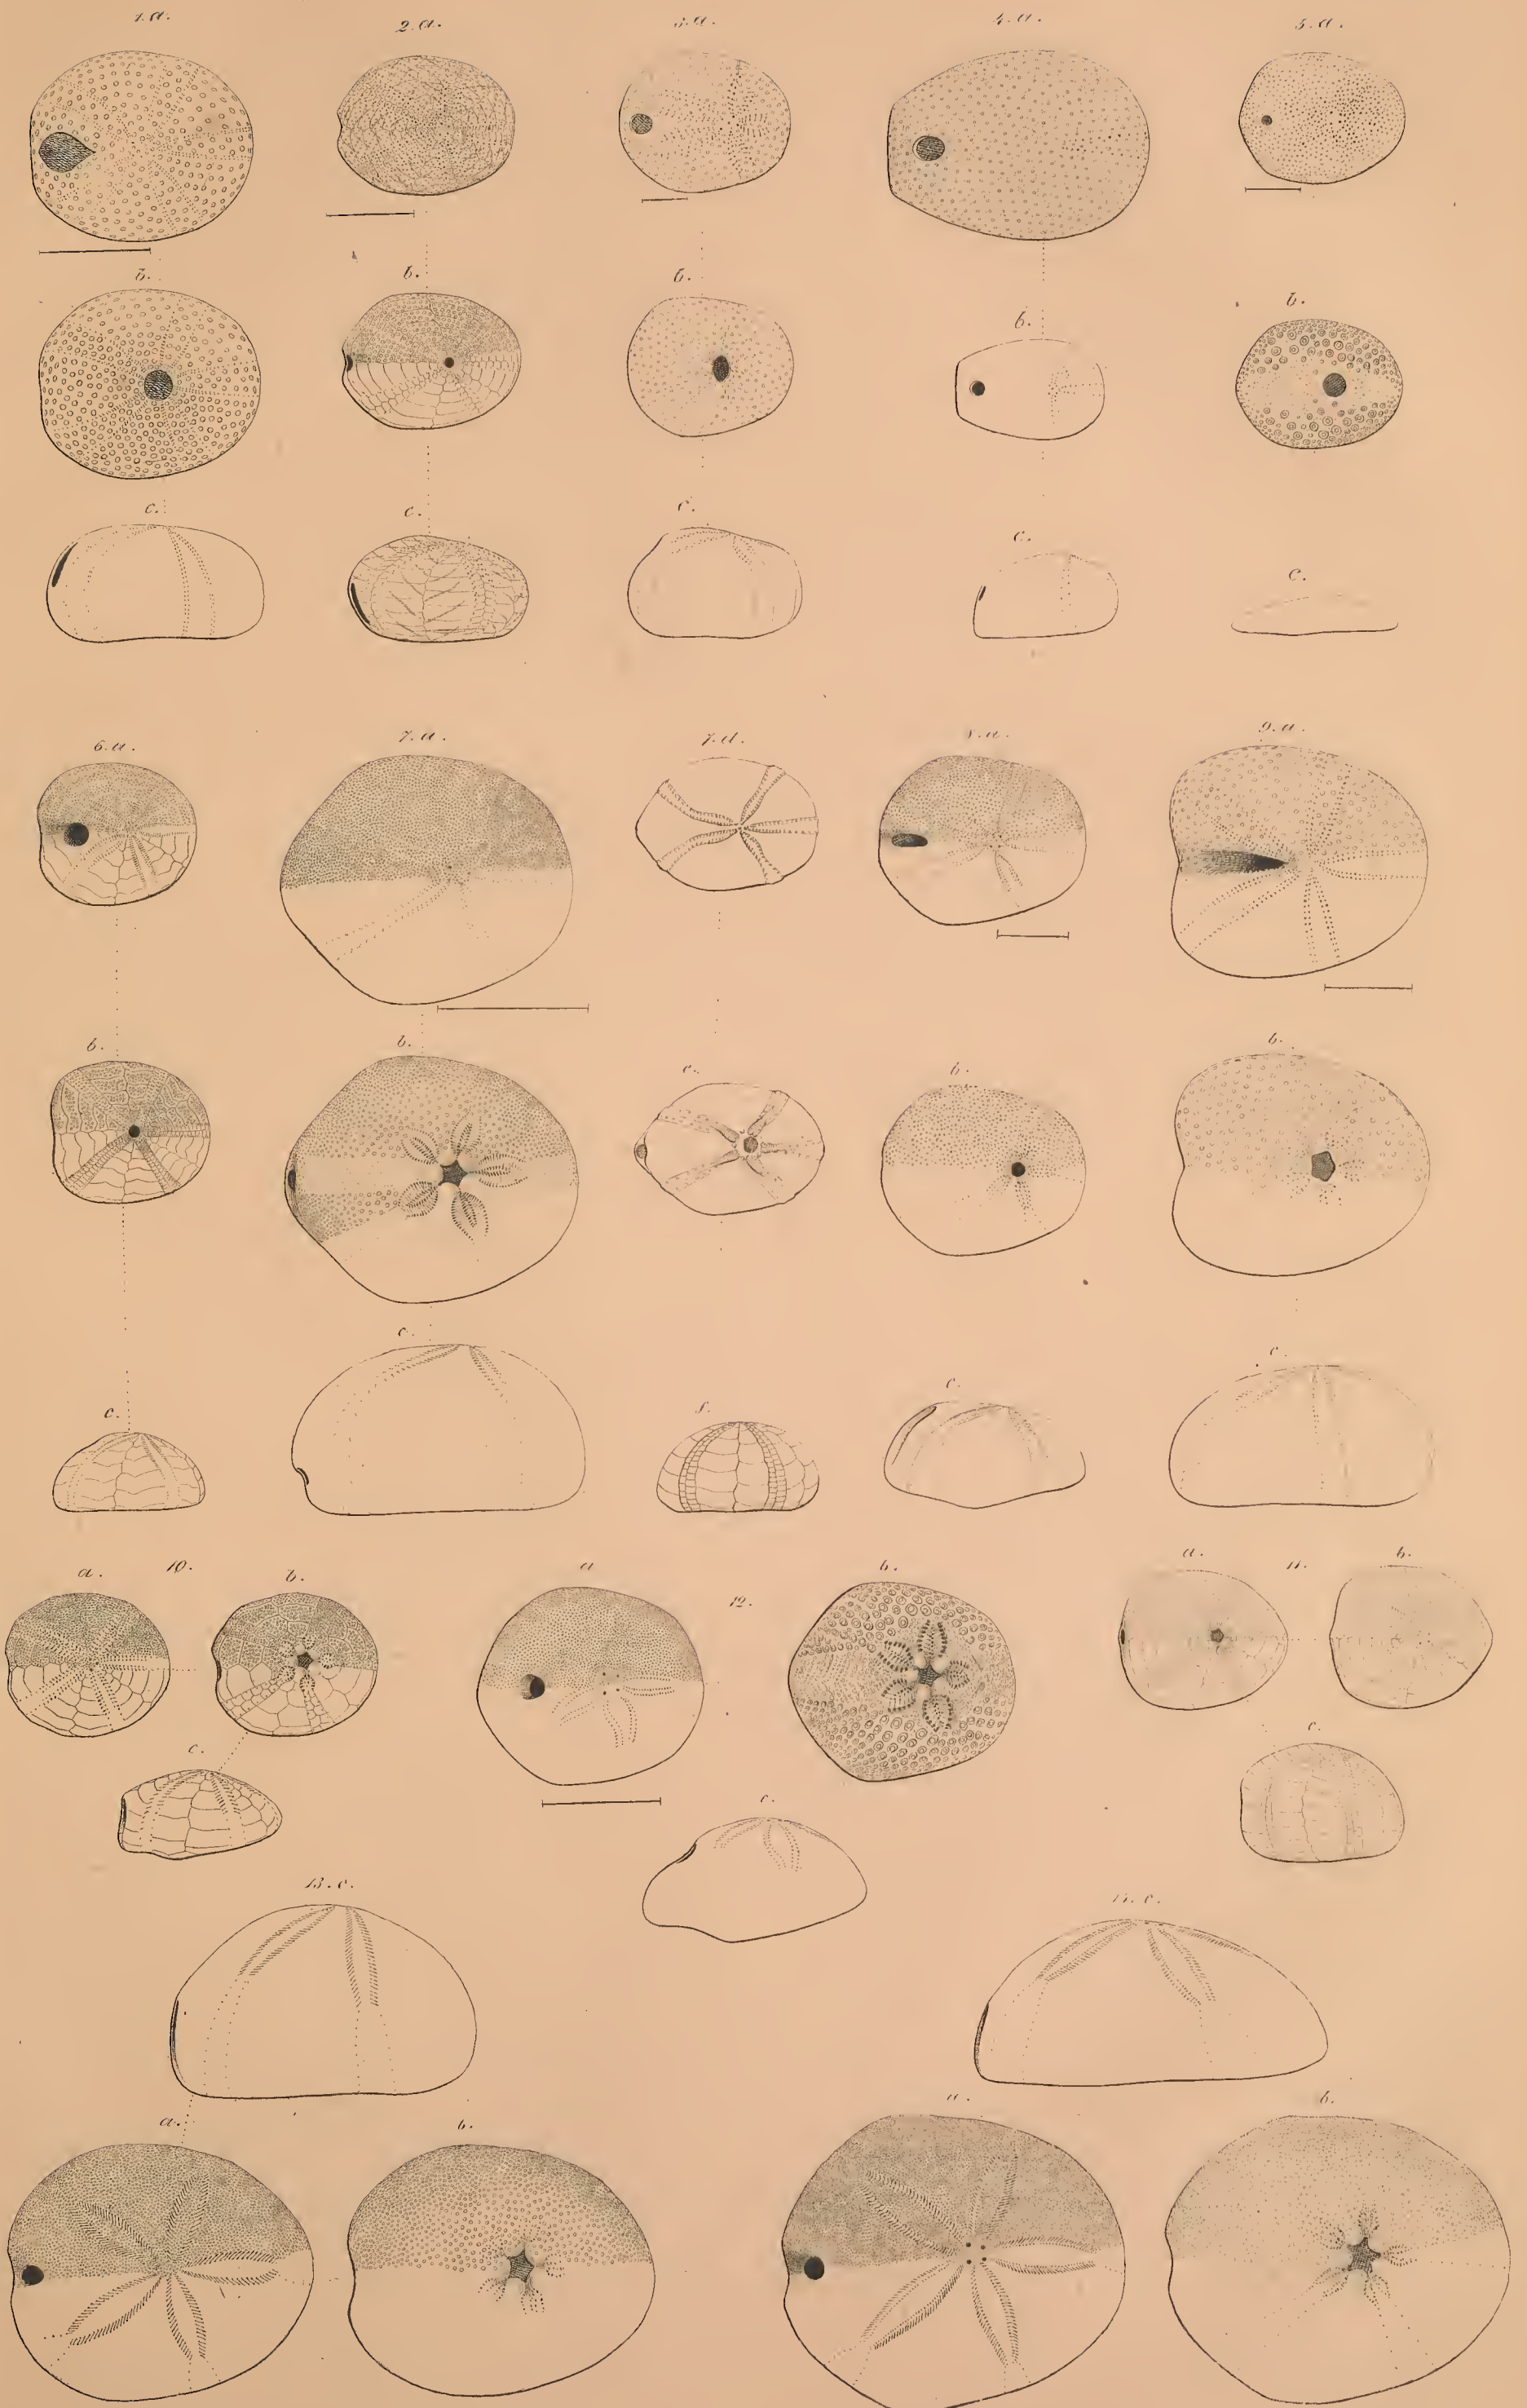 1. a.
2. a.
3. a.
4. a.
5. a.
b.
b.
b.
b.
b.
c.
c.
c.
c.
c.
6. a.
7. a.
7. d.
8. a.
9. a.
b.
b.
e.
b.
b.
c.
c.
f.
c.
c.
a. 10. b.
a 12. b.
a. 11. b.
c.
c.
c.
13. c.
a. b.
a. b.